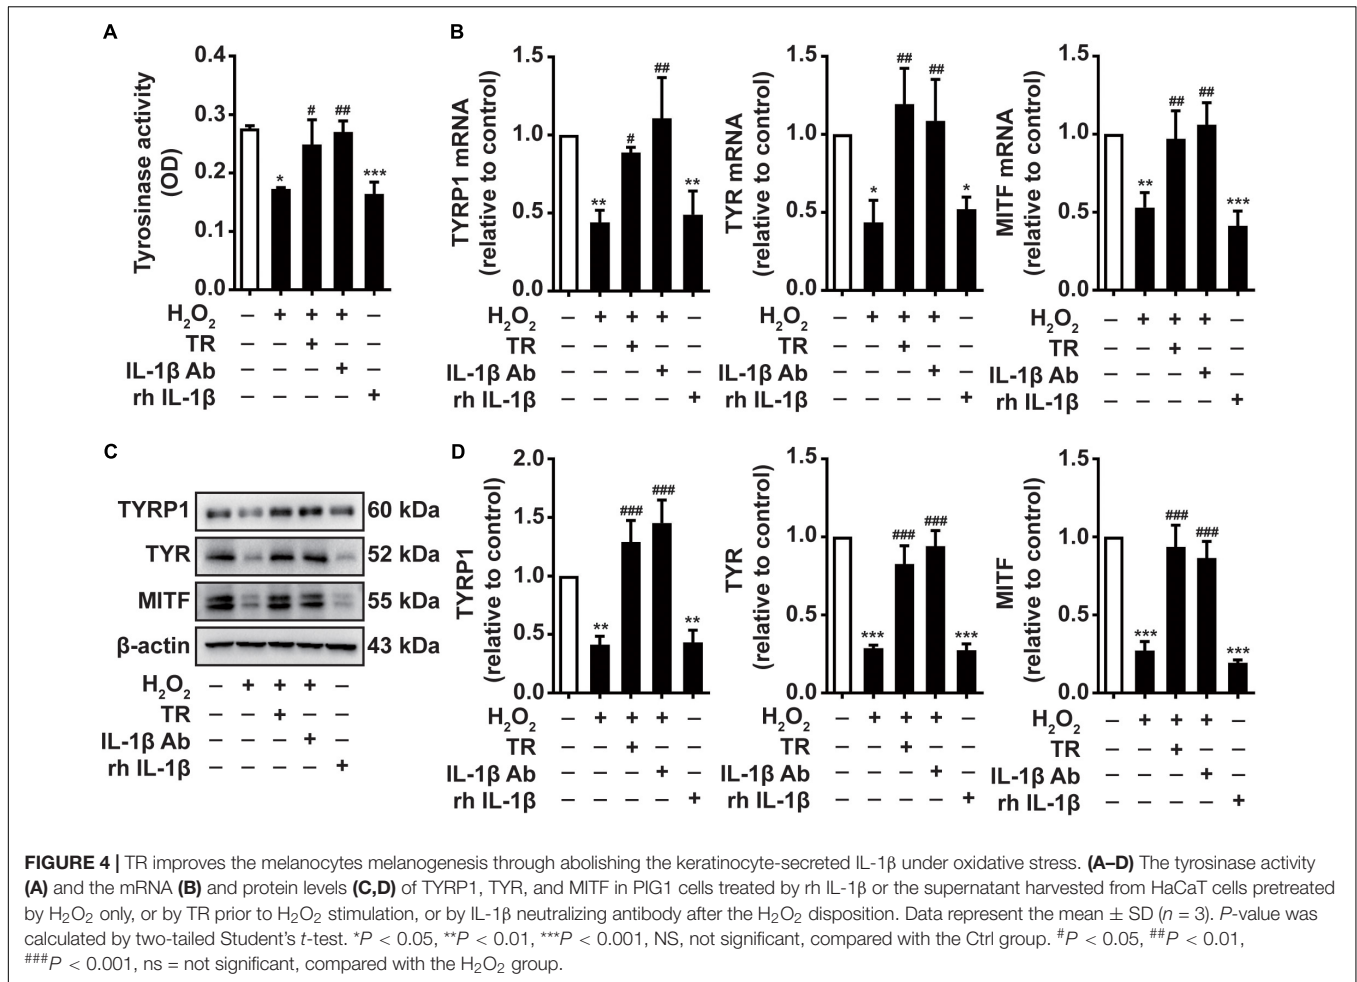 A
Tyrosinase activity
(OD)
0.4
0.3
0.2
0.1
0.0
* # ## ***
H2O2 – + + + –
TR – – + – –
IL-1β Ab – – – + –
rh IL-1β – – – – +
B
TYRP1 mRNA
(relative to control)
1.5
1.0
0.5
0.0
** # ## **
H2O2 – + + + –
TR – – + – –
IL-1β Ab – – – + –
rh IL-1β – – – – +
TYR mRNA
(relative to control)
1.5
1.0
0.5
0.0
* ## ## *
H2O2 – + + + –
TR – – + – –
IL-1β Ab – – – + –
rh IL-1β – – – – +
MITF mRNA
(relative to control)
1.5
1.0
0.5
0.0
** ## ## ***
H2O2 – + + + –
TR – – + – –
IL-1β Ab – – – + –
rh IL-1β – – – – +
C
TYRP1 60 kDa
TYR 52 kDa
MITF 55 kDa
β-actin 43 kDa
H2O2 – + + + –
TR – – + – –
IL-1β Ab – – – + –
rh IL-1β – – – – +
D
TYRP1
(relative to control)
2.0
1.5
1.0
0.5
0.0
** ### ### **
H2O2 – + + + –
TR – – + – –
IL-1β Ab – – – + –
rh IL-1β – – – – +
TYR
(relative to control)
1.5
1.0
0.5
0.0
*** ### ### ***
H2O2 – + + + –
TR – – + – –
IL-1β Ab – – – + –
rh IL-1β – – – – +
MITF
(relative to control)
1.5
1.0
0.5
0.0
*** ### ### ***
H2O2 – + + + –
TR – – + – –
IL-1β Ab – – – + –
rh IL-1β – – – – +
FIGURE 4 | TR improves the melanocytes melanogenesis through abolishing the keratinocyte-secreted IL-1β under oxidative stress. (A–D) The tyrosinase activity
(A) and the mRNA (B) and protein levels (C,D) of TYRP1, TYR, and MITF in PIG1 cells treated by rh IL-1β or the supernatant harvested from HaCaT cells pretreated
by H2O2 only, or by TR prior to H2O2 stimulation, or by IL-1β neutralizing antibody after the H2O2 disposition. Data represent the mean ± SD (n = 3). P-value was
calculated by two-tailed Student's t-test. *P < 0.05, **P < 0.01, ***P < 0.001, NS, not significant, compared with the Ctrl group. #P < 0.05, ##P < 0.01,
###P < 0.001, ns = not significant, compared with the H2O2 group.